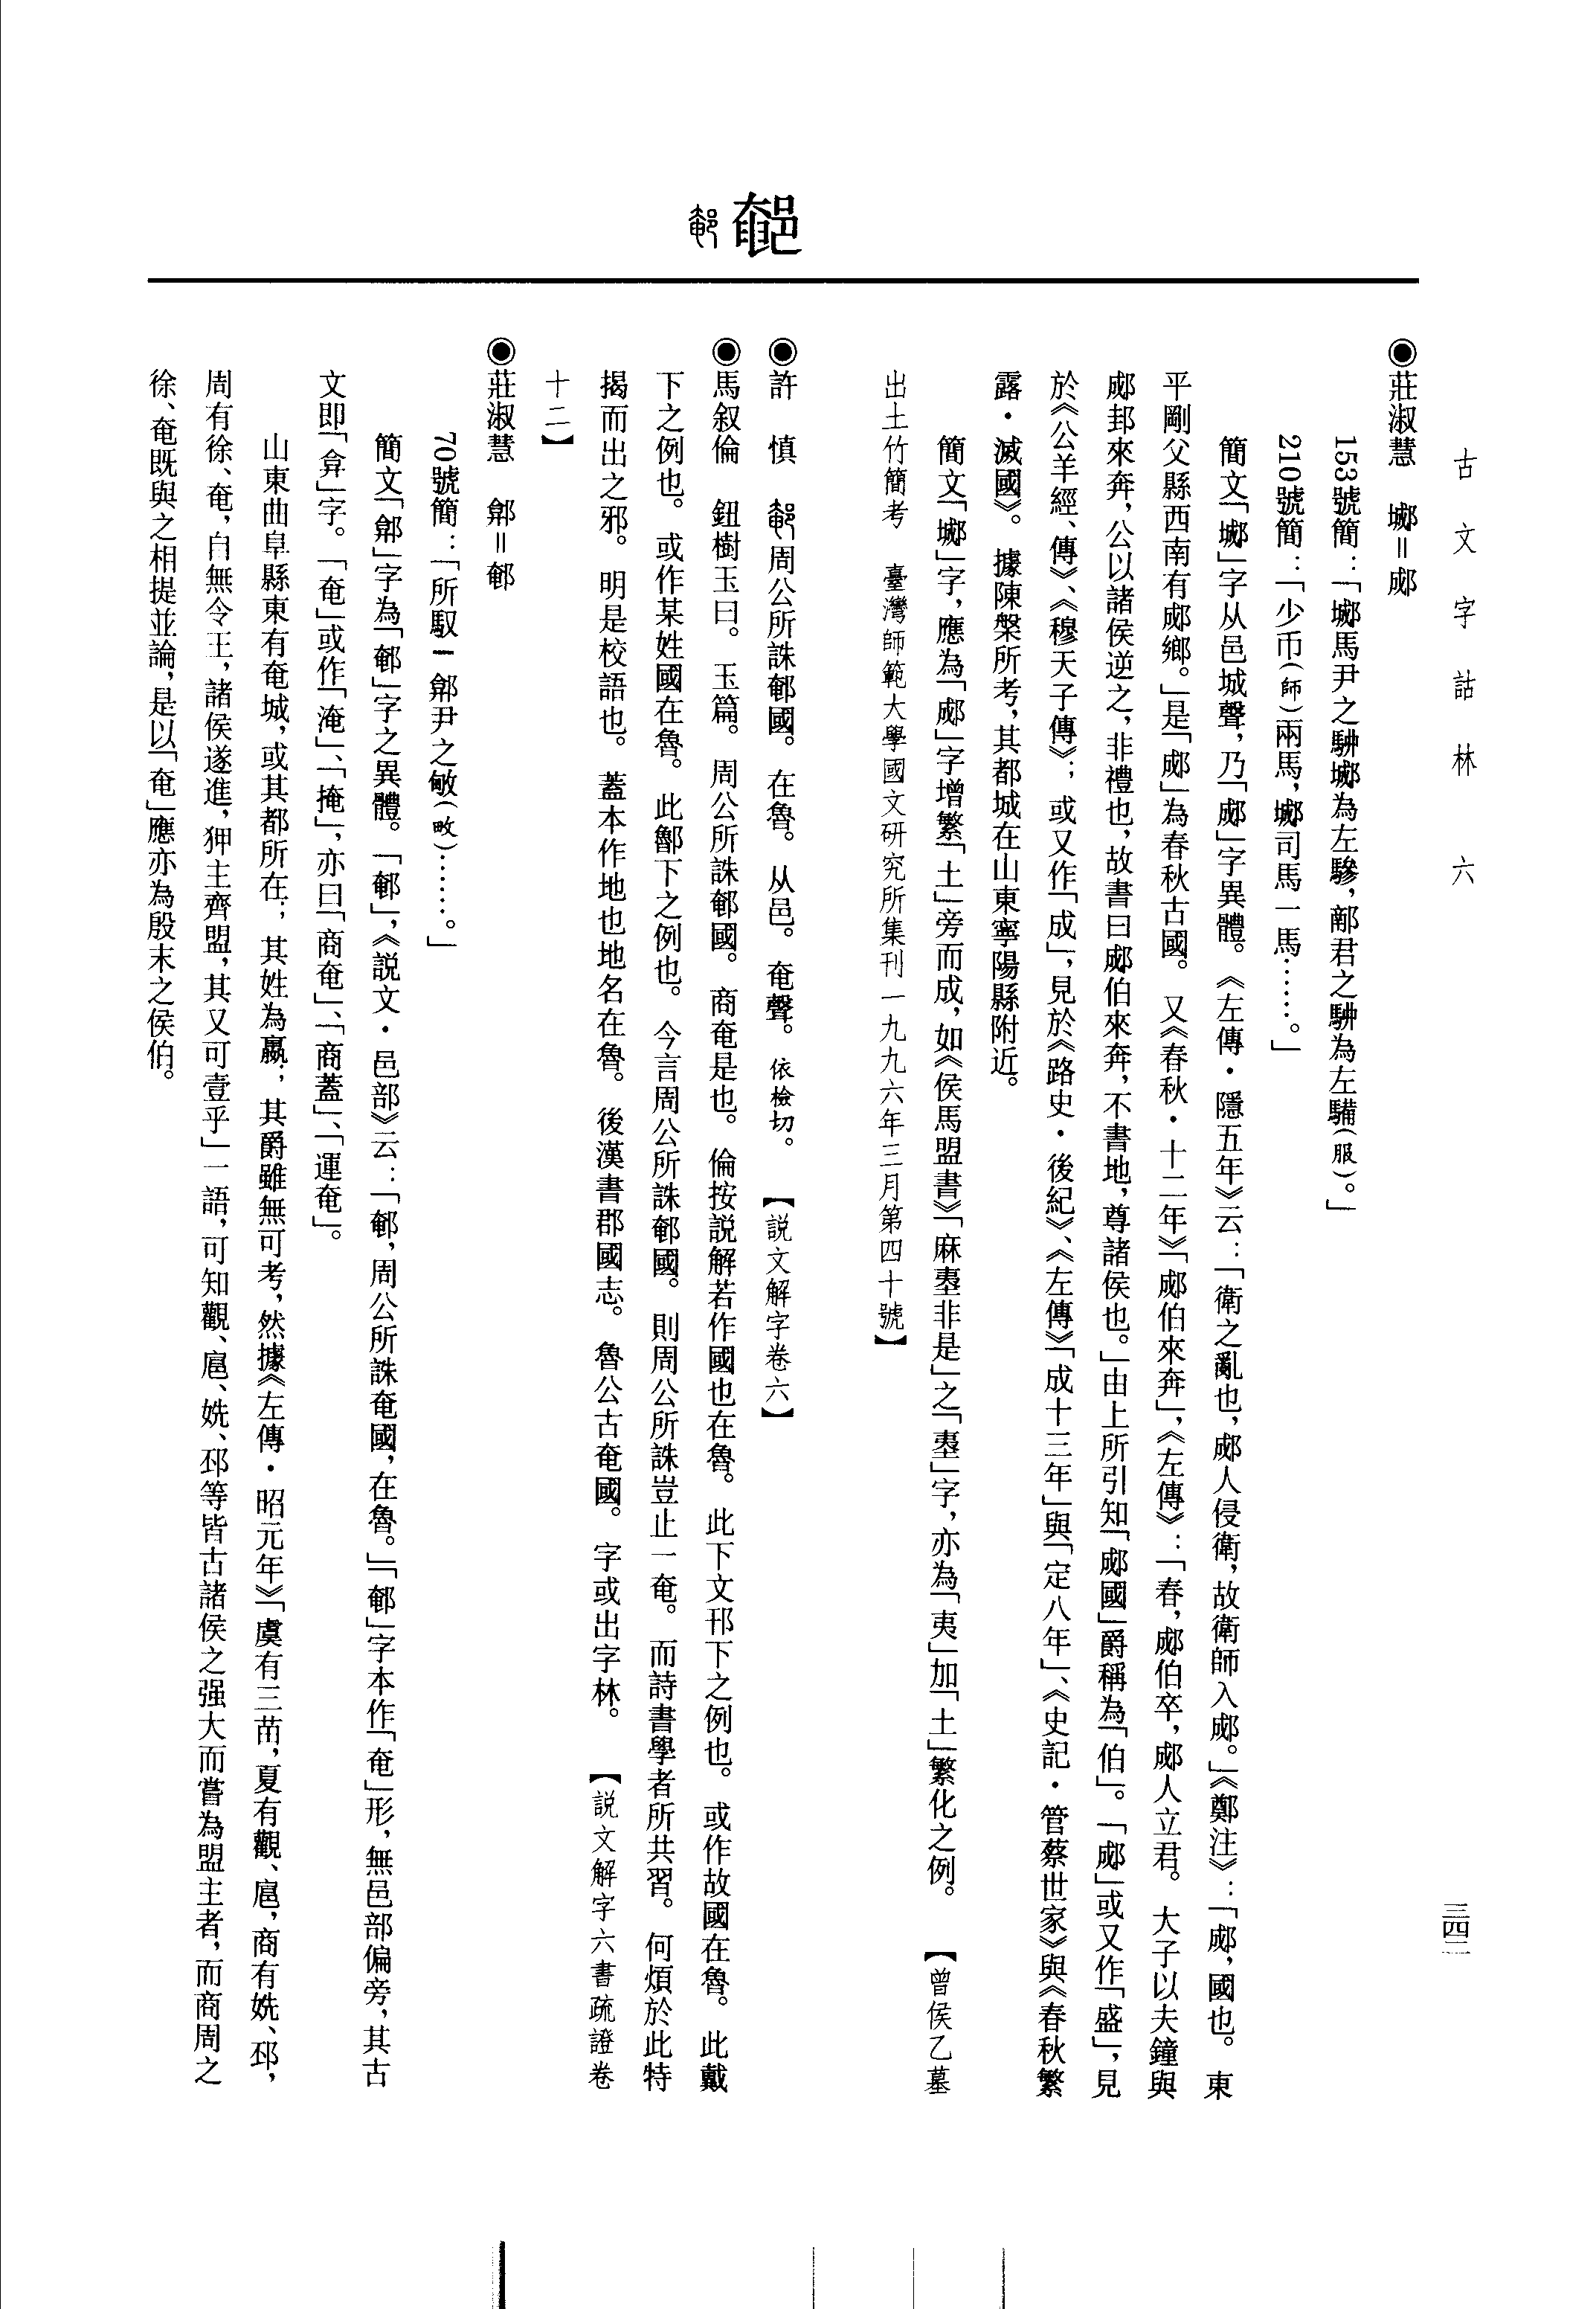 古文字詁林 六
三四二
◉莊淑慧 𨞓=郕
153號簡：「𨞓馬尹之䮞𨞓為左驂，鄗君之䮞為左驌（服）。」
210號簡：「少帀（師）兩馬，𨞓司馬一馬……。」
簡文「𨞓」字从邑城聲，乃「郕」字異體。《左傳·隱五年》云：「衛之亂也，郕人侵衛，故衛師入郕。」《鄭注》：「郕，國也。東
平剛父縣西南有郕鄉。」是「郕」為春秋古國。又《春秋·十二年》「郕伯來奔」，《左傳》：「春，郕伯卒，郕人立君。大子以夫鐘與
郕邽來奔，公以諸侯逆之，非禮也，故書曰郕伯來奔，不書地，尊諸侯也。」由上所引知「郕國」爵稱為「伯」。「郕」或又作「盛」，見
於《公羊經、傳》、《穆天子傳》；或又作「成」，見於《路史·後紀》、《左傳》「成十三年」與「定八年」、《史記·管蔡世家》與《春秋繁
露·滅國》。據陳槃所考，其都城在山東寧陽縣附近。
簡文「𨞓」字，應為「郕」字增繁「土」旁而成，如《侯馬盟書》「麻䔲非是」之「䔲」字，亦為「夷」加「土」繁化之例。【曾侯乙墓
出土竹簡考 臺灣師範大學國文研究所集刊一九九六年三月第四十號】
䣍
◉許 慎 周公所誅䣍國。在魯。从邑。奄聲。依檢切。【説文解字卷六】
◉馬叙倫 鈕樹玉曰。玉篇。周公所誅䣍國。商奄是也。倫按説解若作國也在魯。此下文邗下之例也。或作故國在魯。此戴
下之例也。或作某姓國在魯。此鄫下之例也。今言周公所誅䣍國。則周公所誅豈止一奄。而詩書學者所共習。何煩於此特
揭而出之邪。明是校語也。蓋本作地也地名在魯。後漢書郡國志。魯公古奄國。字或出字林。【説文解字六書疏證卷
十二】
◉莊淑慧 =䣍
70號簡：「所馭一尹之敏（畋）……。」
簡文「」字為「䣍」字之異體。「䣍」，《説文·邑部》云：「䣍，周公所誅奄國，在魯。」「䣍」字本作「奄」形，無邑部偏旁，其古
文即「弇」字。「奄」或作「淹」、「掩」，亦曰「商奄」、「商蓋」、「運奄」。
山東曲阜縣東有奄城，或其都所在；其姓為嬴；其爵雖無可考，然據《左傳·昭元年》「虞有三苗，夏有觀、扈，商有姺、邳，
周有徐、奄，自無令王，諸侯遂進，狎主齊盟，其又可壹乎」一語，可知觀、扈、姺、邳等皆古諸侯之强大而嘗為盟主者，而商周之
徐、奄既與之相提並論，是以「奄」應亦為殷末之侯伯。